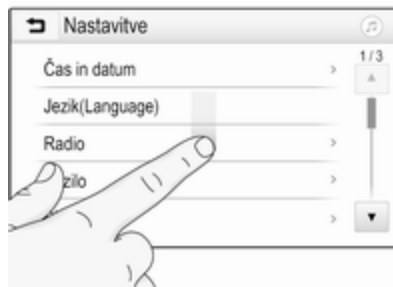 Nastavitve
1/3
Čas in datum
Jezik(Language)
Radio